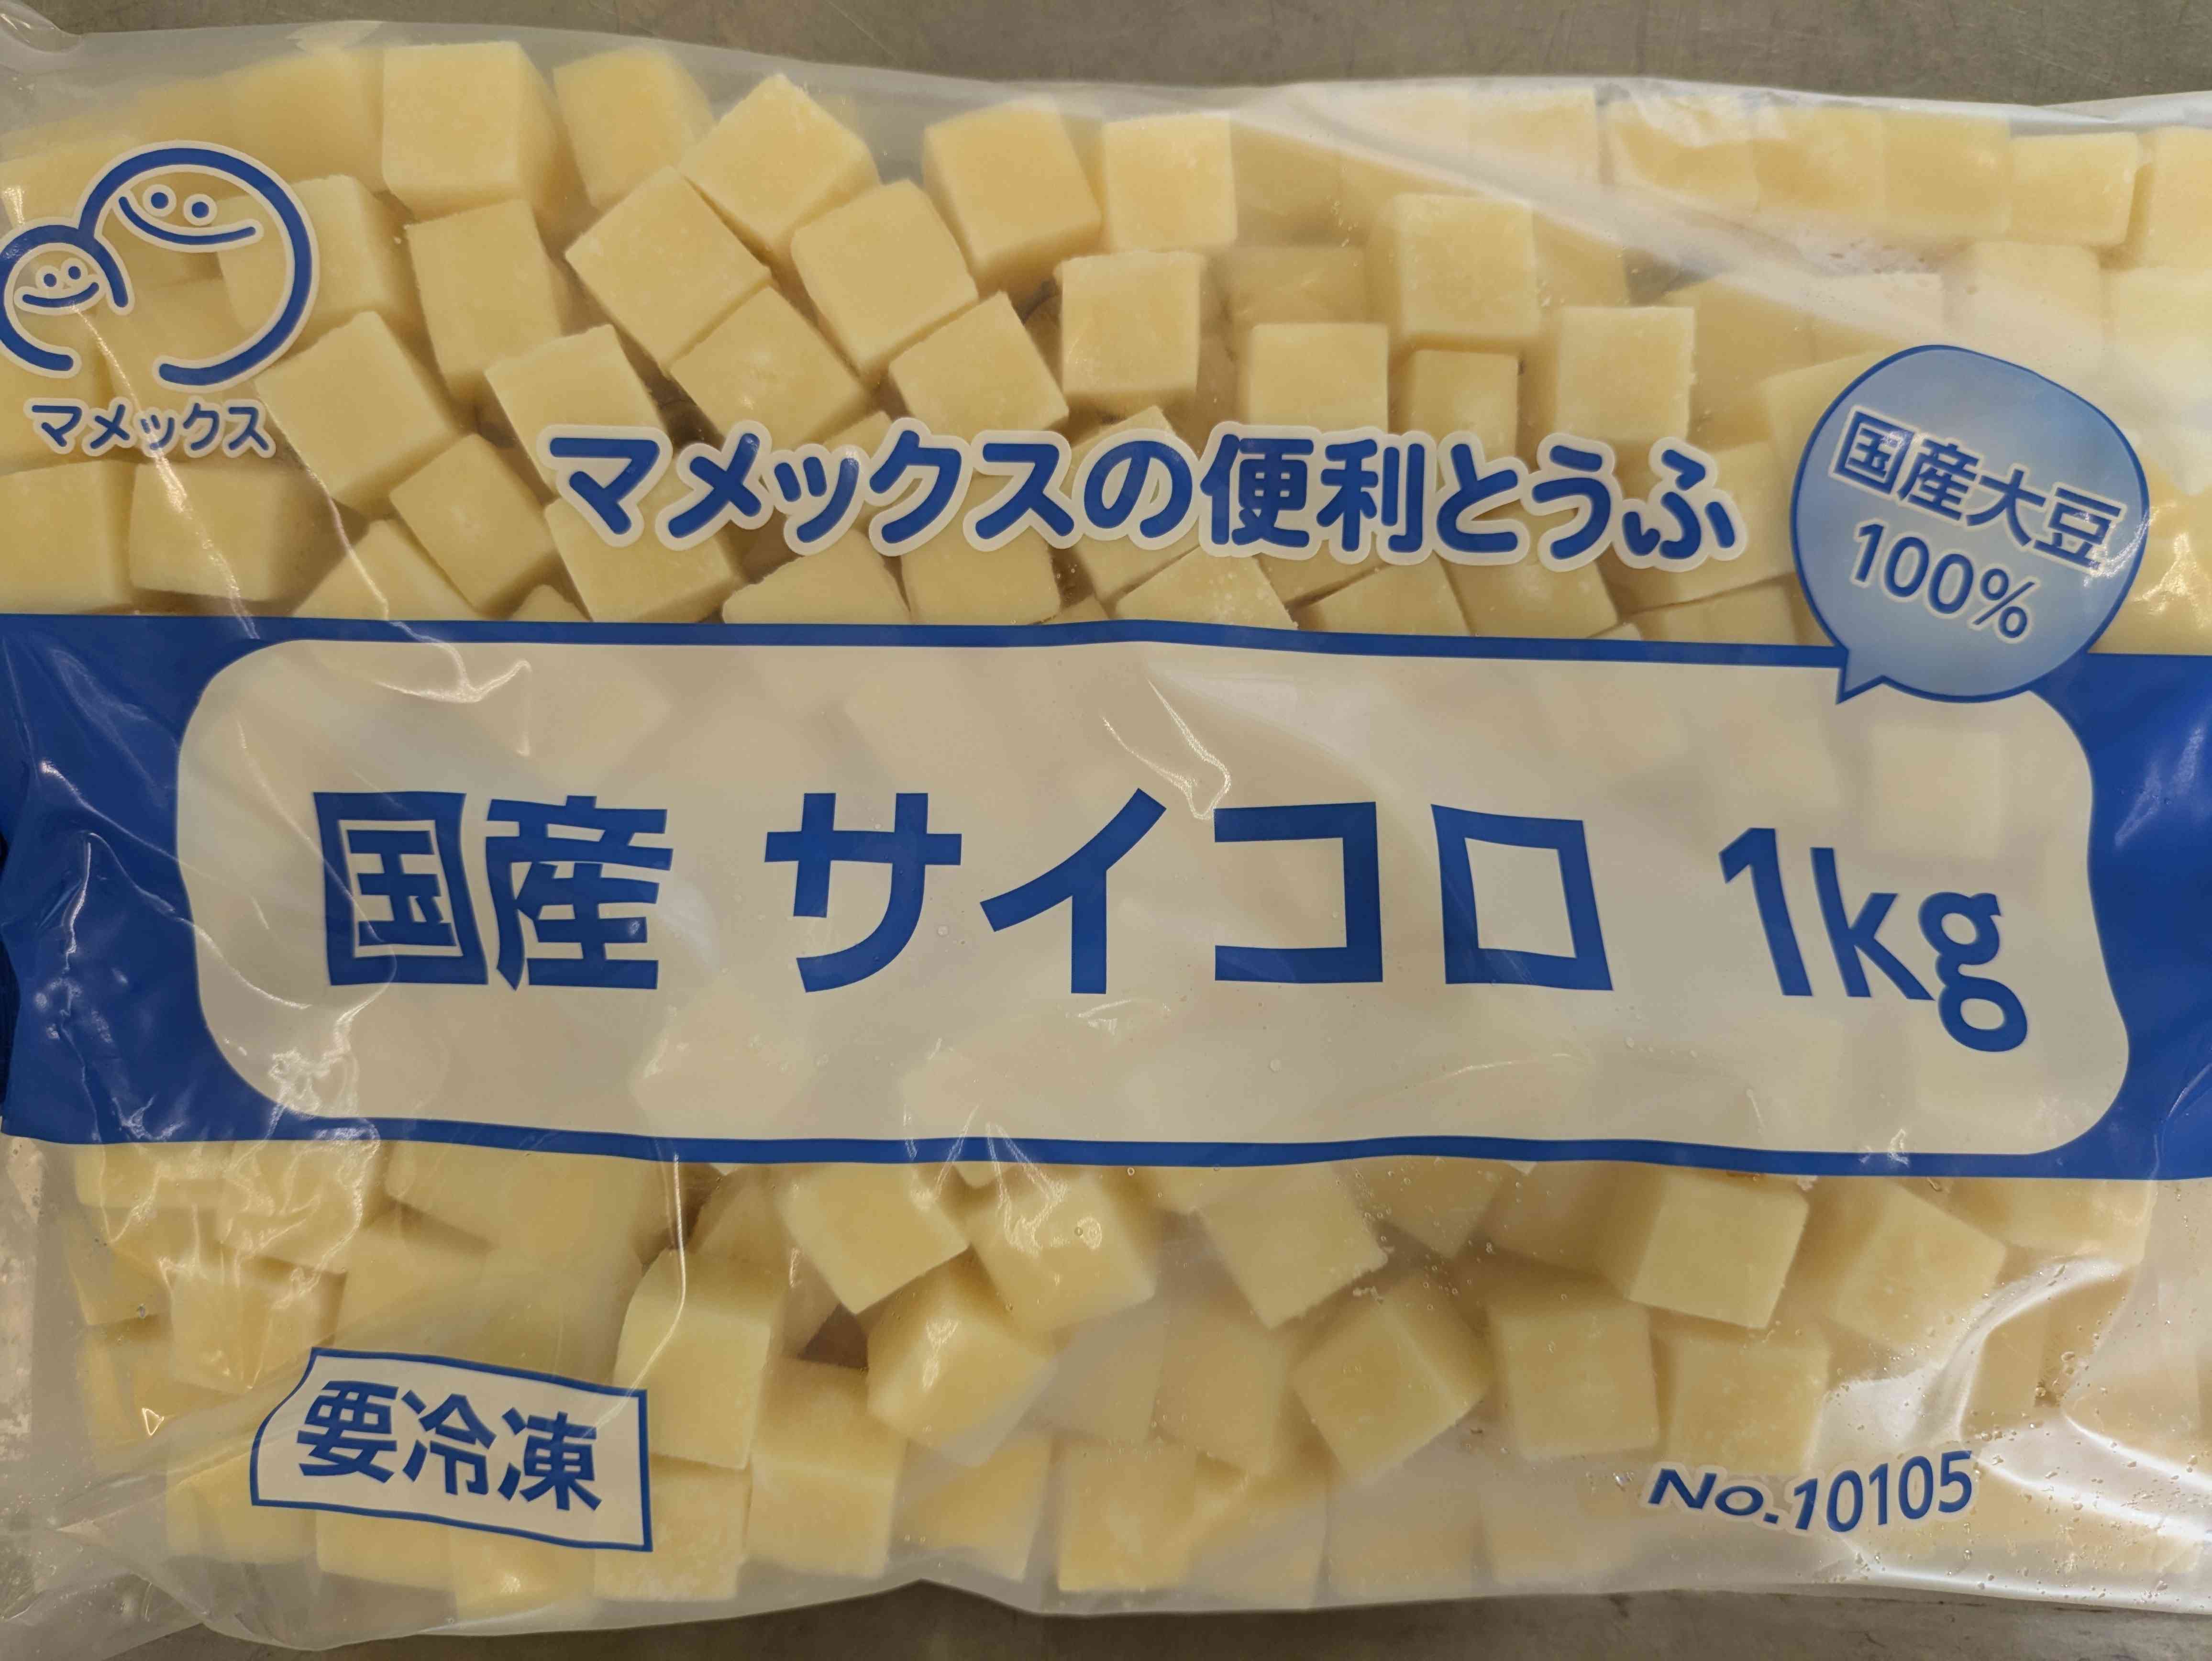 マメックス
マメックスの便利とうふ
国産大豆
100%
国産 サイコロ 1kg
要冷凍
No.10105